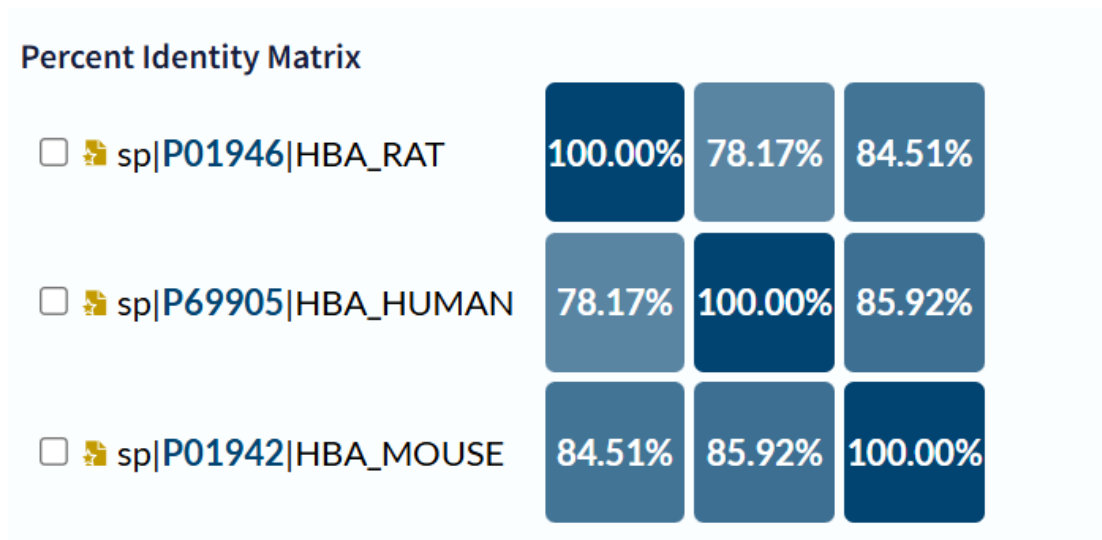 Percent Identity Matrix
sp|P01946|HBA_RAT 100.00% 78.17% 84.51%
sp|P69905|HBA_HUMAN 78.17% 100.00% 85.92%
sp|P01942|HBA_MOUSE 84.51% 85.92% 100.00%